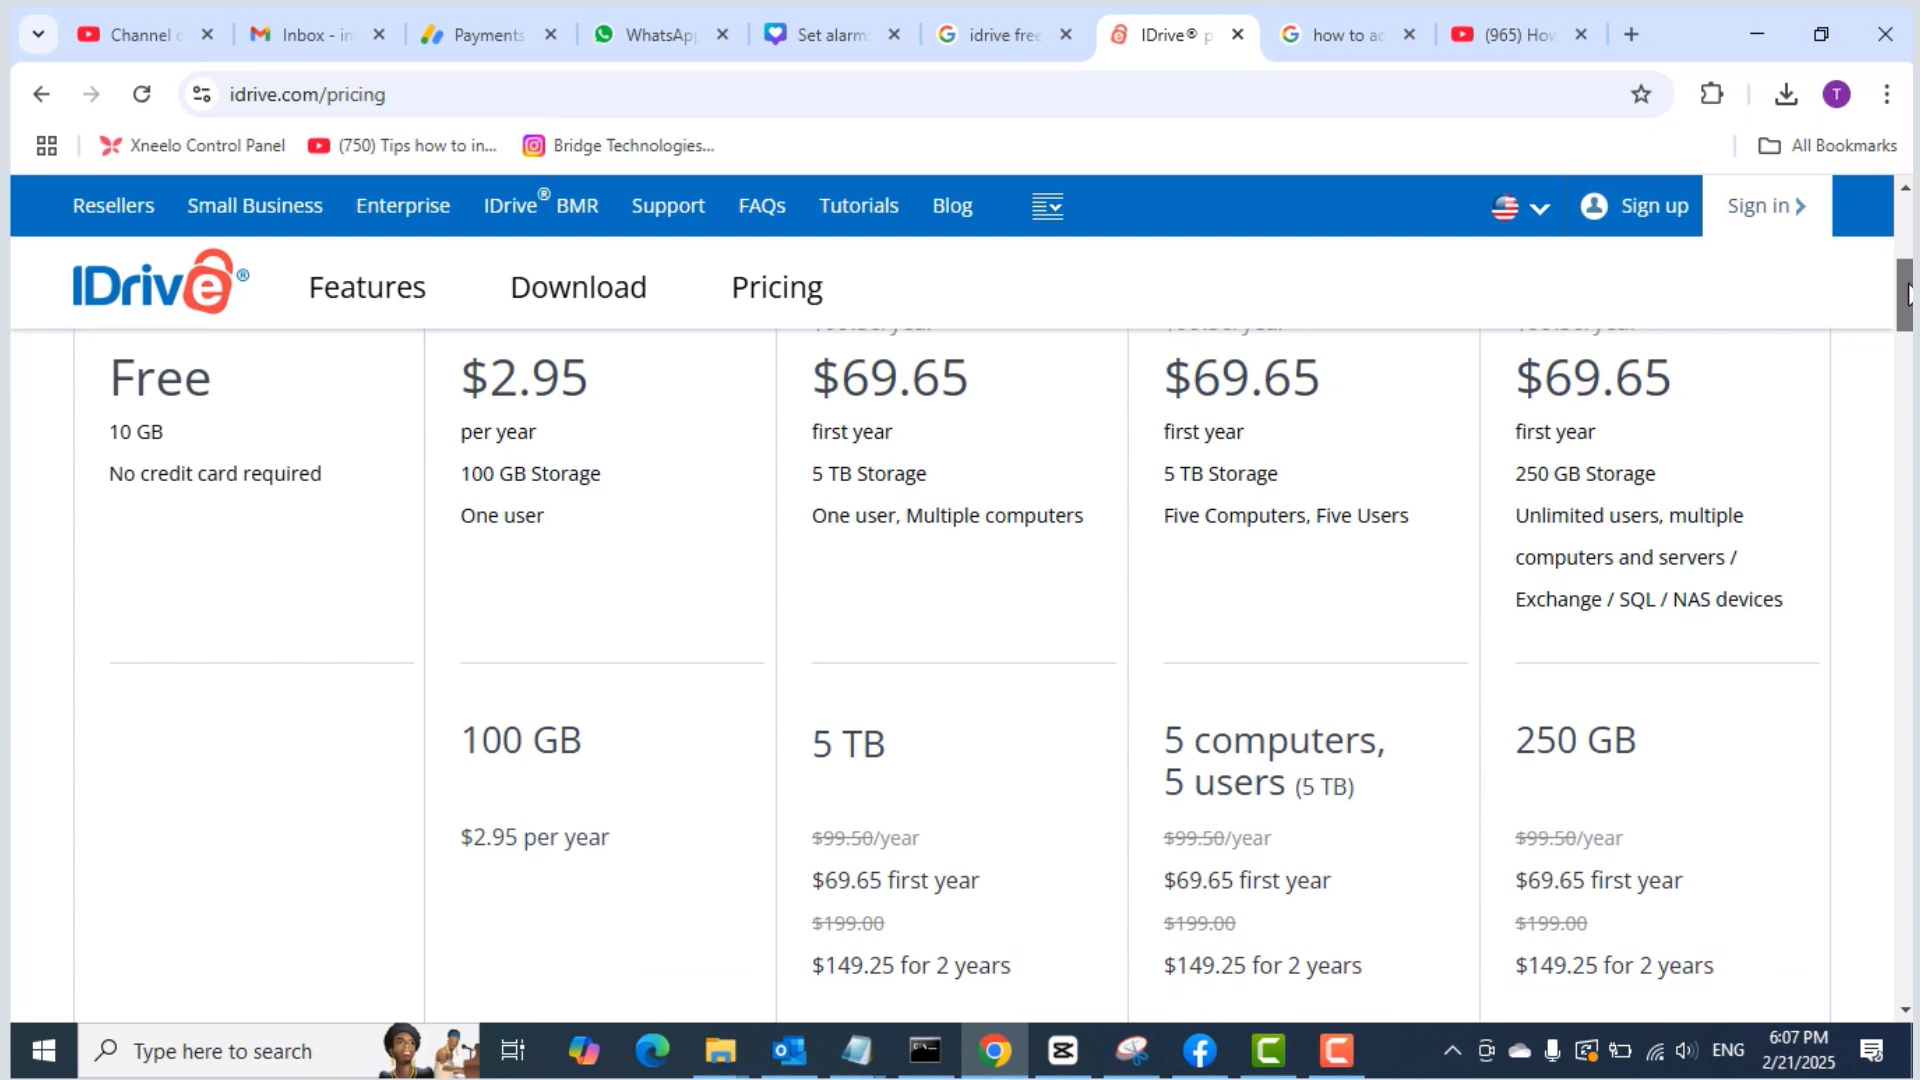 Channel c
Inbox - in
Payments
WhatsApp
Set alarm
idrive free
IDrive® p
how to ac
(965) How
idrive.com/pricing
T
Xneelo Control Panel
(750) Tips how to in...
Bridge Technologies...
All Bookmarks
Resellers
Small Business
Enterprise
IDrive® BMR
Support
FAQs
Tutorials
Blog
Sign up
Sign in
IDrive®
Features
Download
Pricing
Free
10 GB
No credit card required
$2.95
per year
100 GB Storage
One user
100 GB
$2.95 per year
$69.65
first year
5 TB Storage
One user, Multiple computers
5 TB
$99.50/year
$69.65 first year
$199.00
$149.25 for 2 years
$69.65
first year
5 TB Storage
Five Computers, Five Users
5 computers,
5 users (5 TB)
$99.50/year
$69.65 first year
$199.00
$149.25 for 2 years
$69.65
first year
250 GB Storage
Unlimited users, multiple
computers and servers /
Exchange / SQL / NAS devices
250 GB
$99.50/year
$69.65 first year
$199.00
$149.25 for 2 years
Type here to search
ENG
6:07 PM
2/21/2025